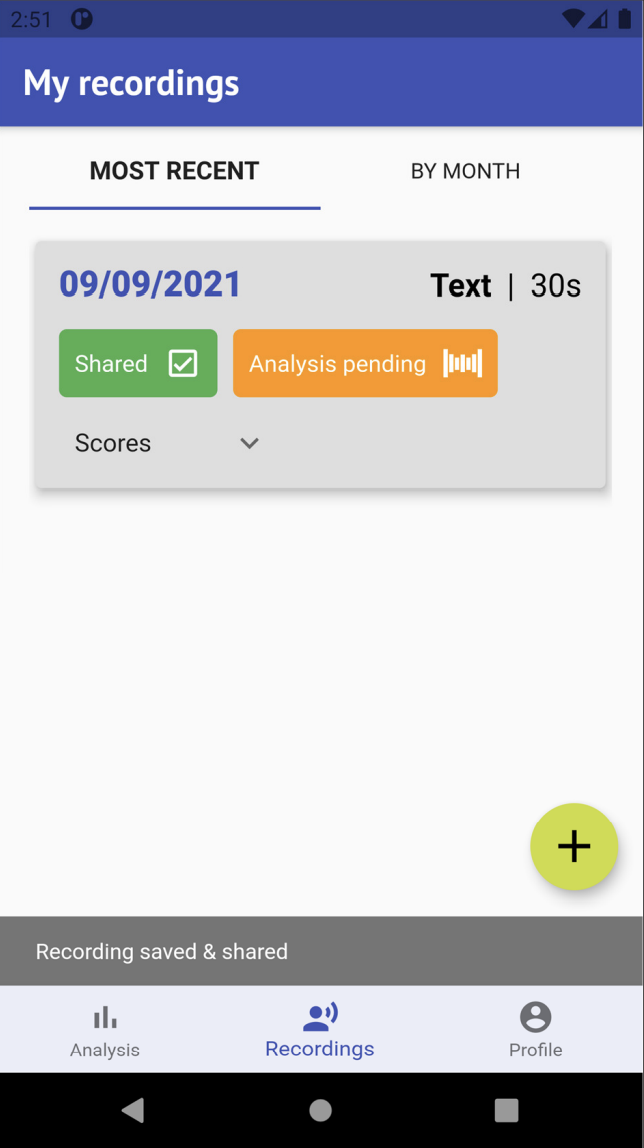 2:51
My recordings
MOST RECENT BY MONTH
09/09/2021 Text | 30s
Shared Analysis pending
Scores
Recording saved & shared
Analysis Recordings Profile